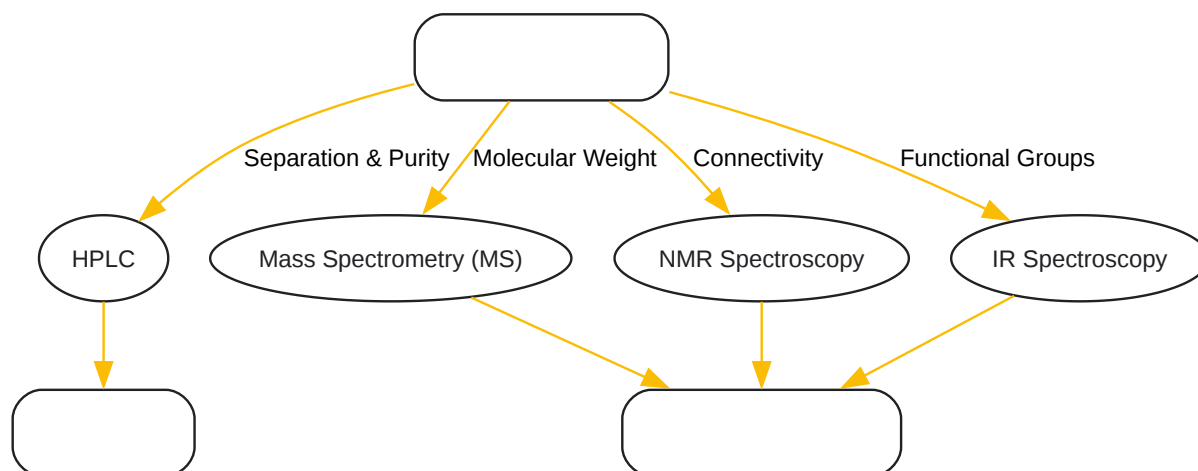 Separation & Purity
Molecular Weight
Connectivity
Functional Groups
HPLC
Mass Spectrometry (MS)
NMR Spectroscopy
IR Spectroscopy